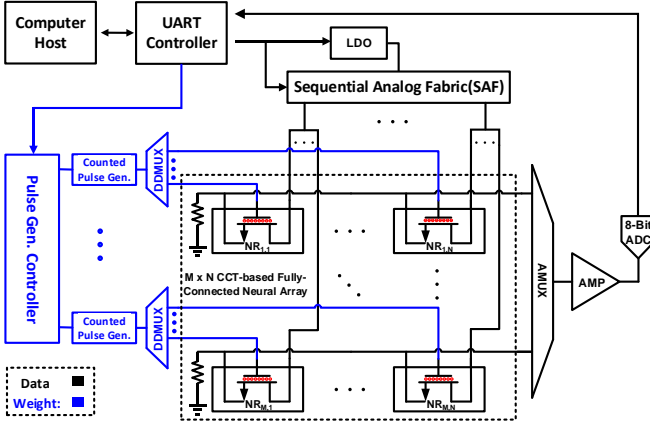 Computer
Host
UART
Controller
LDO
Sequential Analog Fabric(SAF)
Pulse Gen. Controller
Counted
Pulse Gen.
DDMUX
NR1,1
NR1,N
M x N CCT-based Fully-
Connected Neural Array
Counted
Pulse Gen.
DDMUX
NRM,1
NRM,N
AMUX
AMP
8-Bit
ADC
Data
Weight: